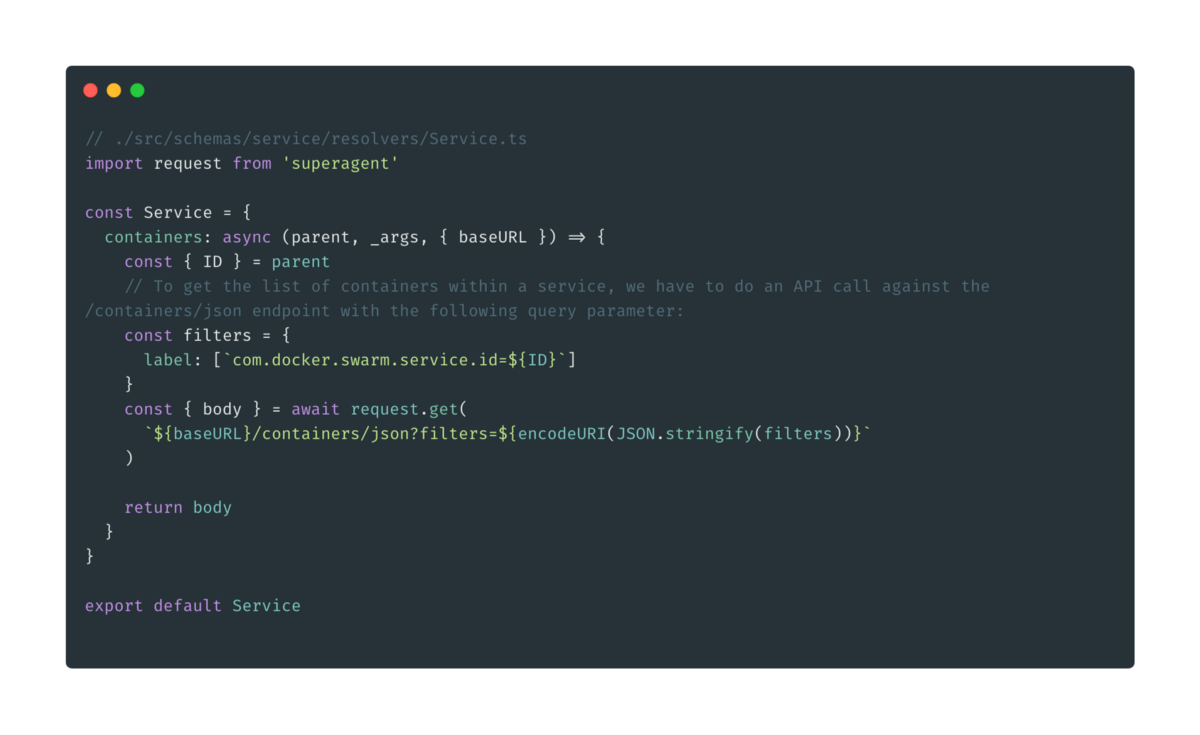 // ./src/schemas/service/resolvers/Service.ts
import request from 'superagent'

const Service = {
  containers: async (parent, _args, { baseURL }) => {
    const { ID } = parent
    // To get the list of containers within a service, we have to do an API call against the
/containers/json endpoint with the following query parameter:
    const filters = {
      label: [`com.docker.swarm.service.id=${ID}`]
    }
    const { body } = await request.get(
      `${baseURL}/containers/json?filters=${encodeURI(JSON.stringify(filters))}`
    )

    return body
  }
}

export default Service